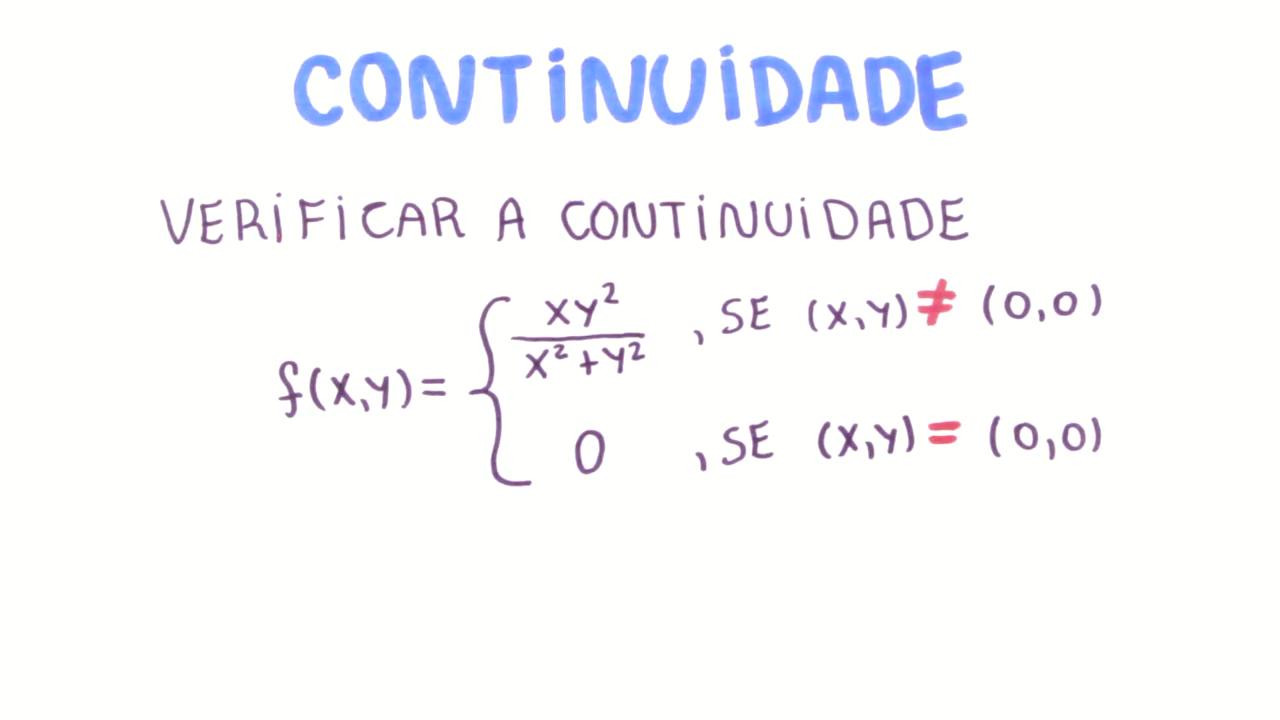 CONTINUIDADE
VERIFICAR A CONTINUIDADE
xy²
x²+y²
, SE (x,y) ≠ (0,0)
f(x,y)=
0 , SE (x,y) = (0,0)